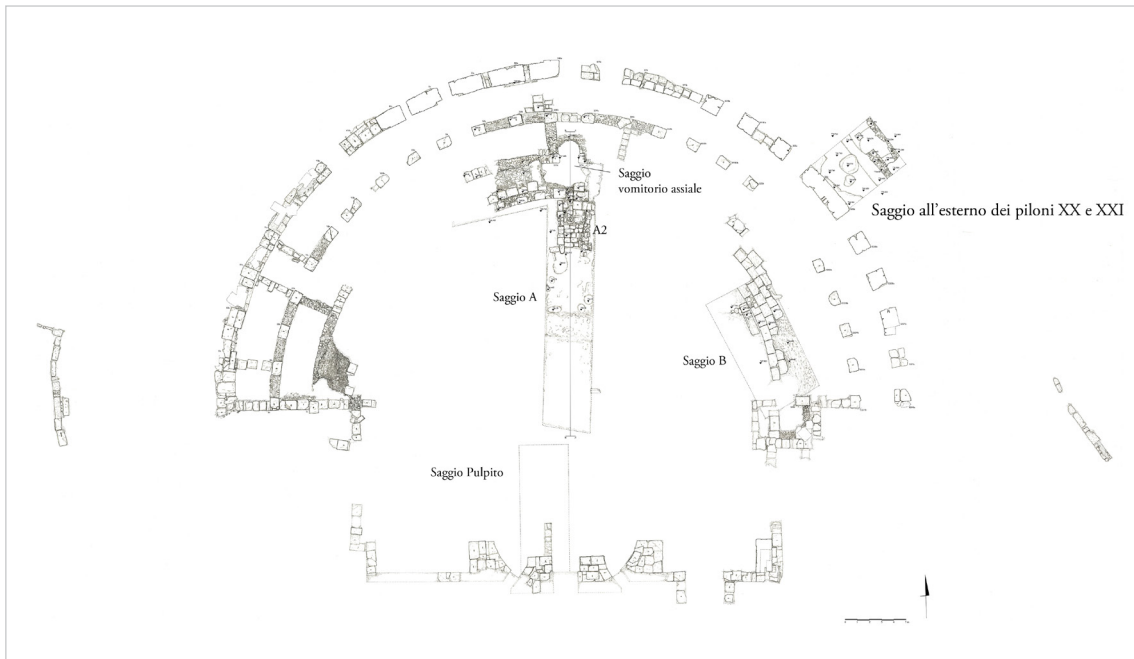 Saggio
vomitorio assiale
Saggio all'esterno dei piloni XX e XXI
A2
Saggio A
Saggio B
Saggio Pulpito